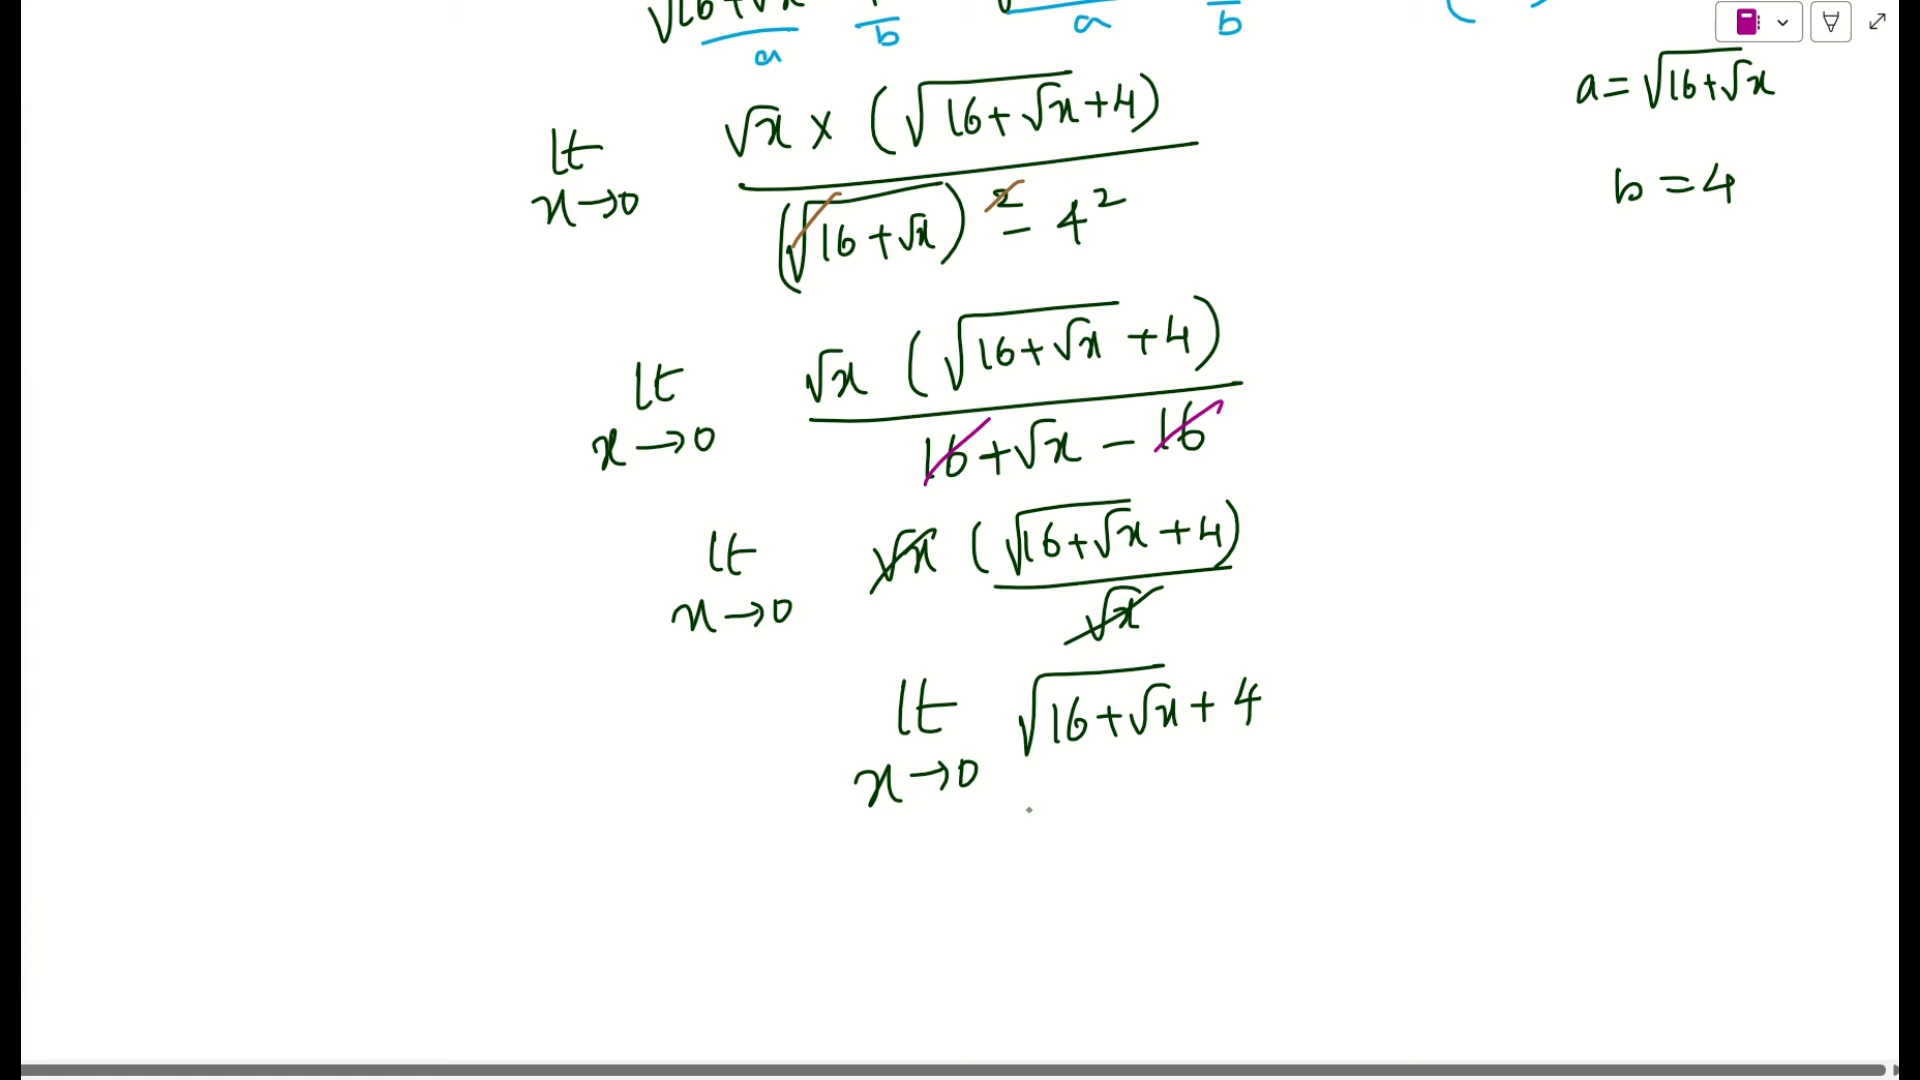 a b a b
a = √(16+√x)
lt x→0 √x × (√(16+√x) +4) / (√(16+√x))² − 4²
b = 4
lt x→0 √x (√(16+√x) +4) / 16+√x − 16
lt x→0 √x (√(16+√x) +4) / √x
lt x→0 √(16+√x) + 4